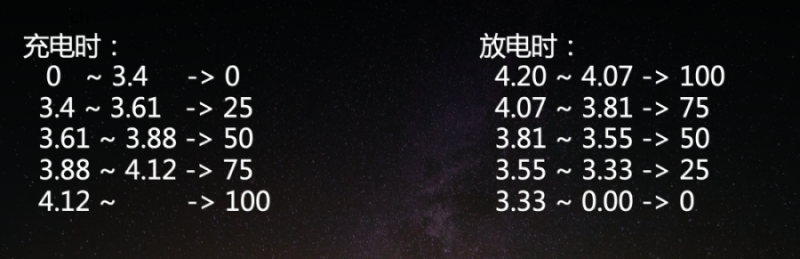 充电时：
0 ~ 3.4 -> 0
3.4 ~ 3.61 -> 25
3.61 ~ 3.88 -> 50
3.88 ~ 4.12 -> 75
4.12 ~ -> 100
放电时：
4.20 ~ 4.07 -> 100
4.07 ~ 3.81 -> 75
3.81 ~ 3.55 -> 50
3.55 ~ 3.33 -> 25
3.33 ~ 0.00 -> 0